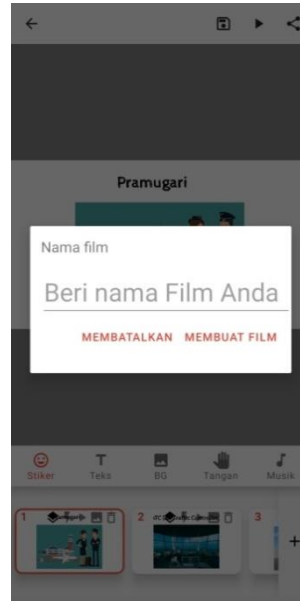 Pramugari
Nama film
Beri nama Film Anda
MEMBATALKAN MEMBUAT FILM
Stiker Teks BG Tangan Musik
1 2 3